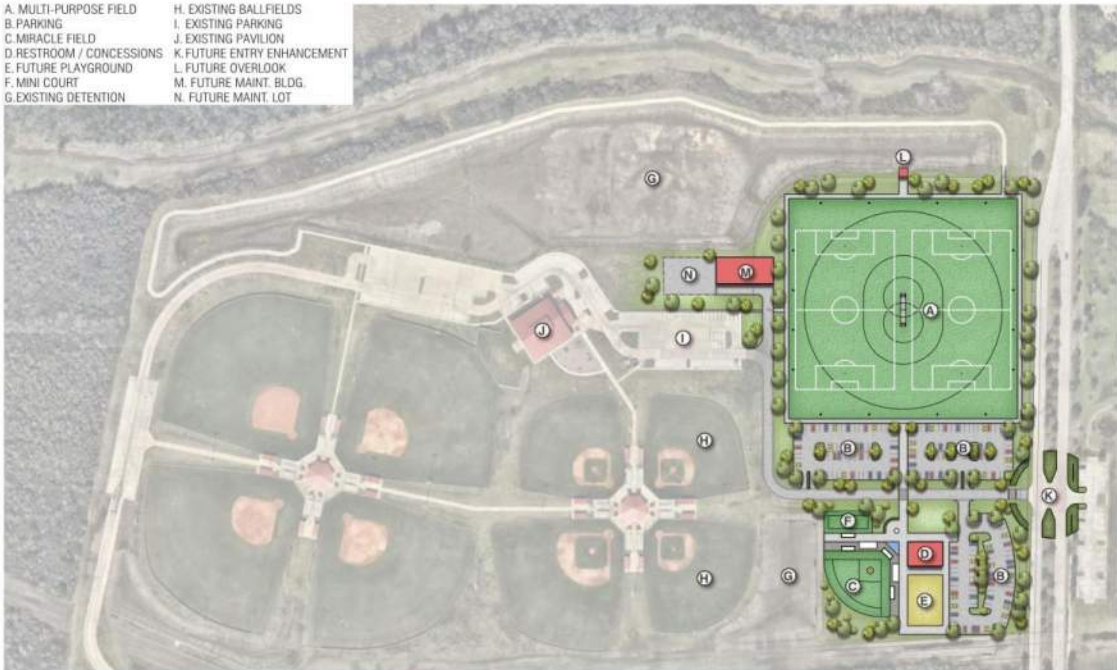 A. MULTI-PURPOSE FIELD
B. PARKING
C. MIRACLE FIELD
D. RESTROOM / CONCESSIONS
E. FUTURE PLAYGROUND
F. MINI COURT
G. EXISTING DETENTION
H. EXISTING BALLFIELDS
I. EXISTING PARKING
J. EXISTING PAVILION
K. FUTURE ENTRY ENHANCEMENT
L. FUTURE OVERLOOK
M. FUTURE MAINT. BLDG.
N. FUTURE MAINT. LOT
L
G
N
M
A
J
I
H
B
B
K
F
D
H
G
C
E
B